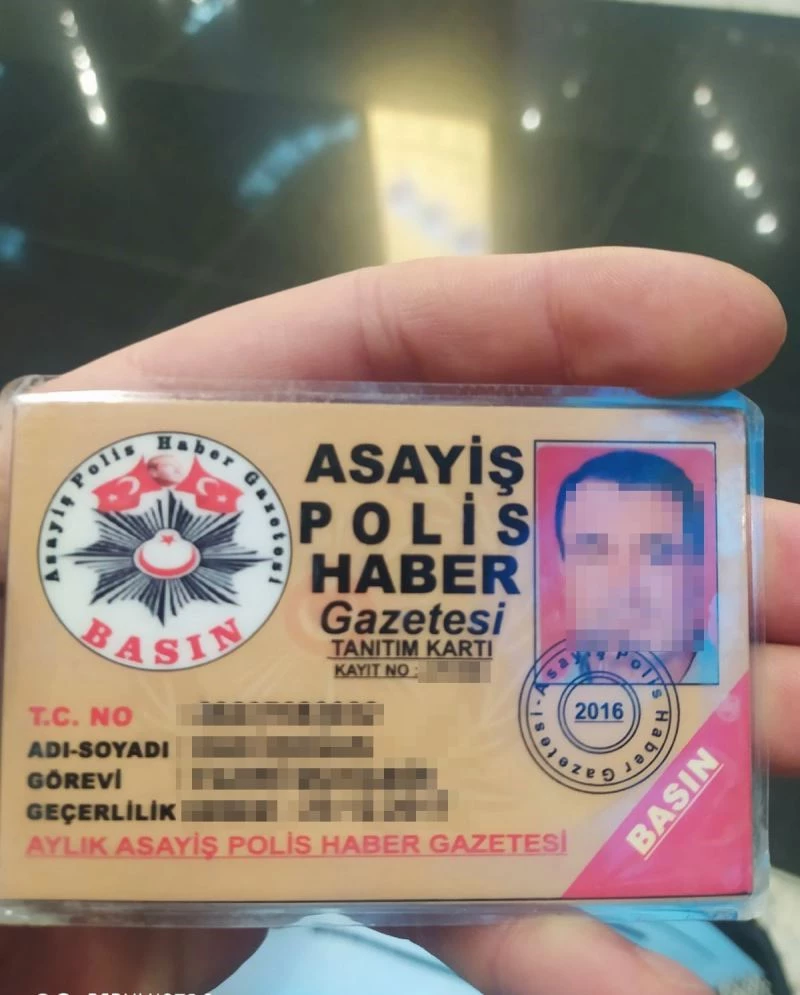 Asayiş Polis Haber Gazetesi
BASIN
ASAYİŞ
POLİS
HABER
Gazetesi
TANITIM KARTI
KAYIT NO :
T.C. NO
ADI-SOYADI
GÖREVİ
GEÇERLİLİK
AYLIK ASAYİŞ POLİS HABER GAZETESİ
Asayiş Polis Haber Gazetesi-
2016
BASIN